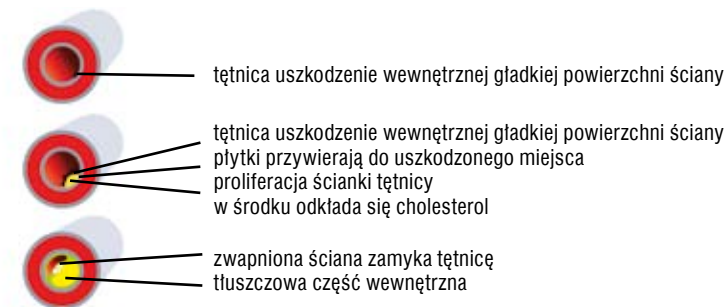 tętnica uszkodzenie wewnętrznej gładkiej powierzchni ściany
tętnica uszkodzenie wewnętrznej gładkiej powierzchni ściany
płytki przywierają do uszkodzonego miejsca
proliferacja ścianki tętnicy
w środku odkłada się cholesterol
zwapniona ściana zamyka tętnicę
tłuszczowa część wewnętrzna